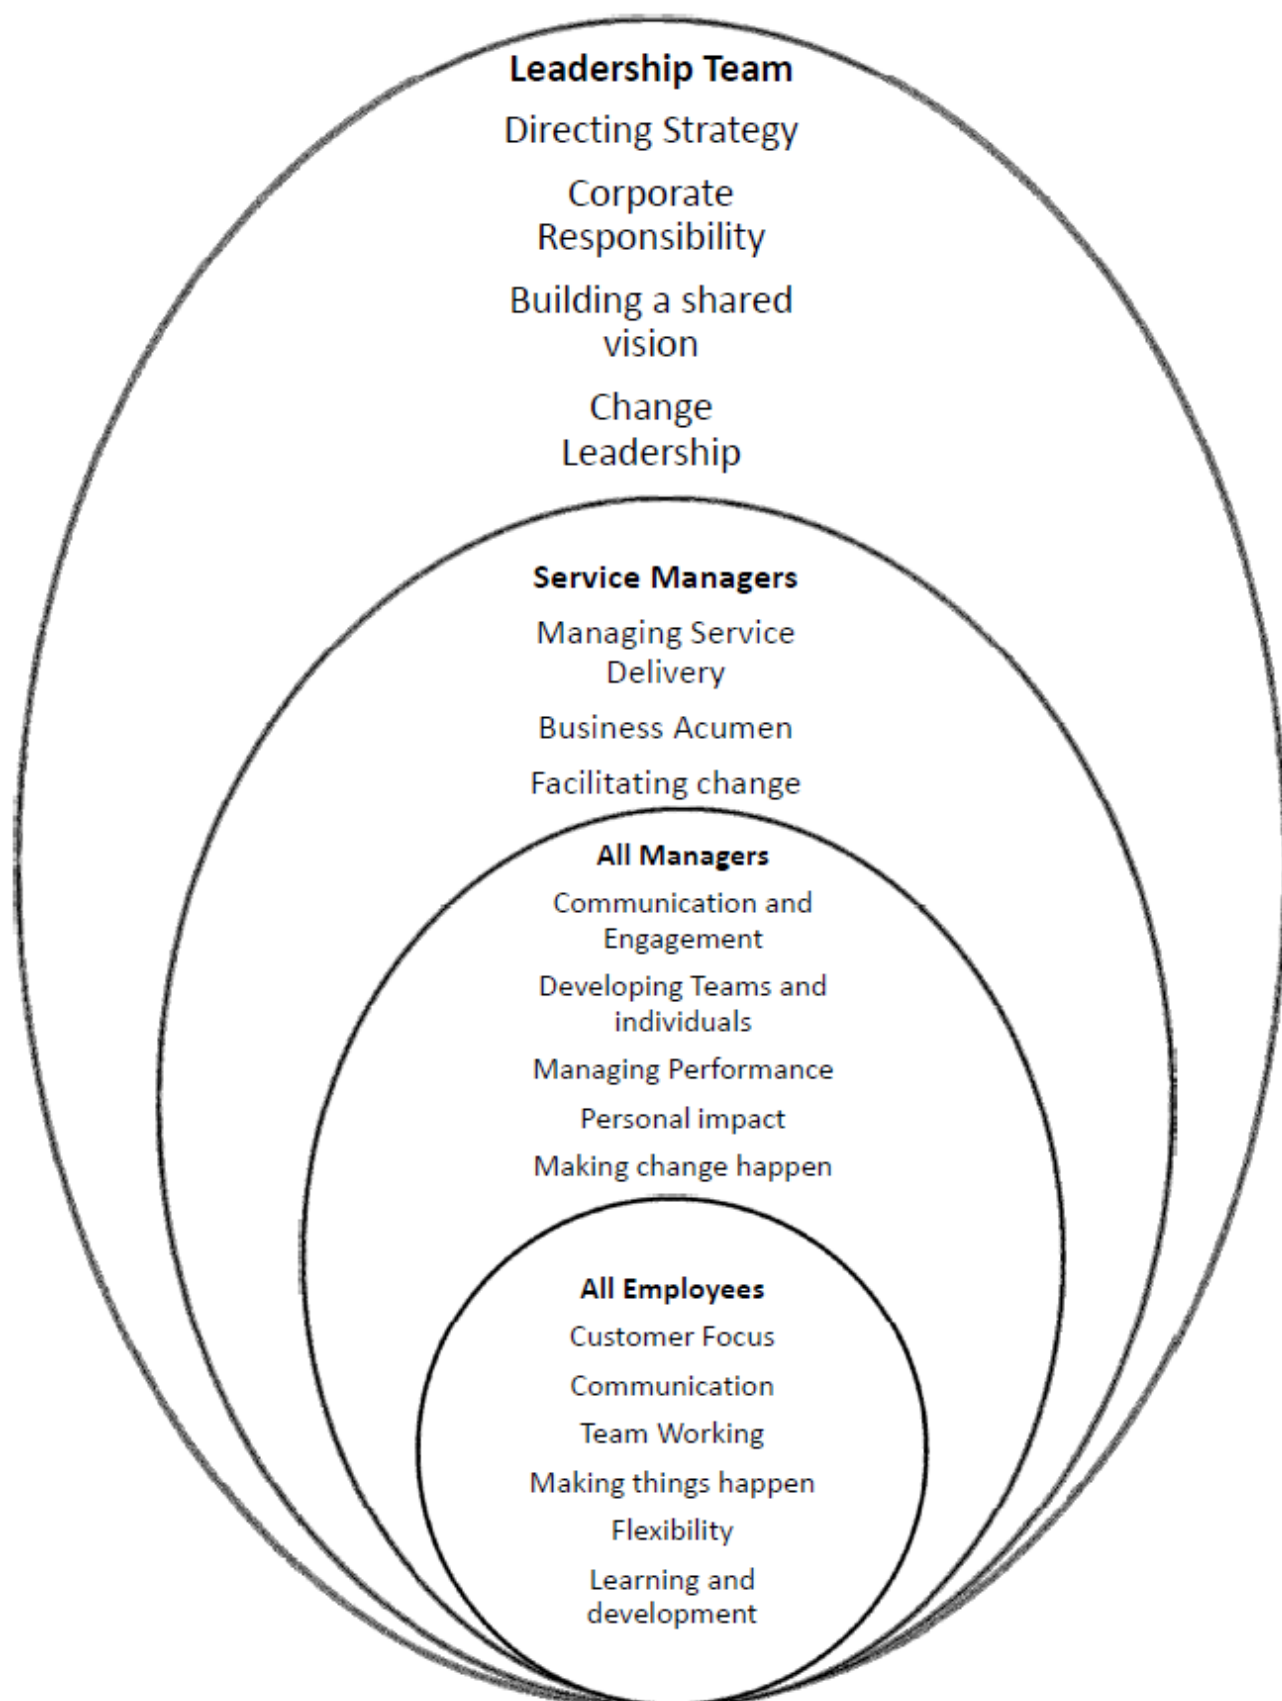 Leadership Team
Directing Strategy
Corporate
Responsibility
Building a shared
vision
Change
Leadership
Service Managers
Managing Service
Delivery
Business Acumen
Facilitating change
All Managers
Communication and
Engagement
Developing Teams and
individuals
Managing Performance
Personal impact
Making change happen
All Employees
Customer Focus
Communication
Team Working
Making things happen
Flexibility
Learning and
development